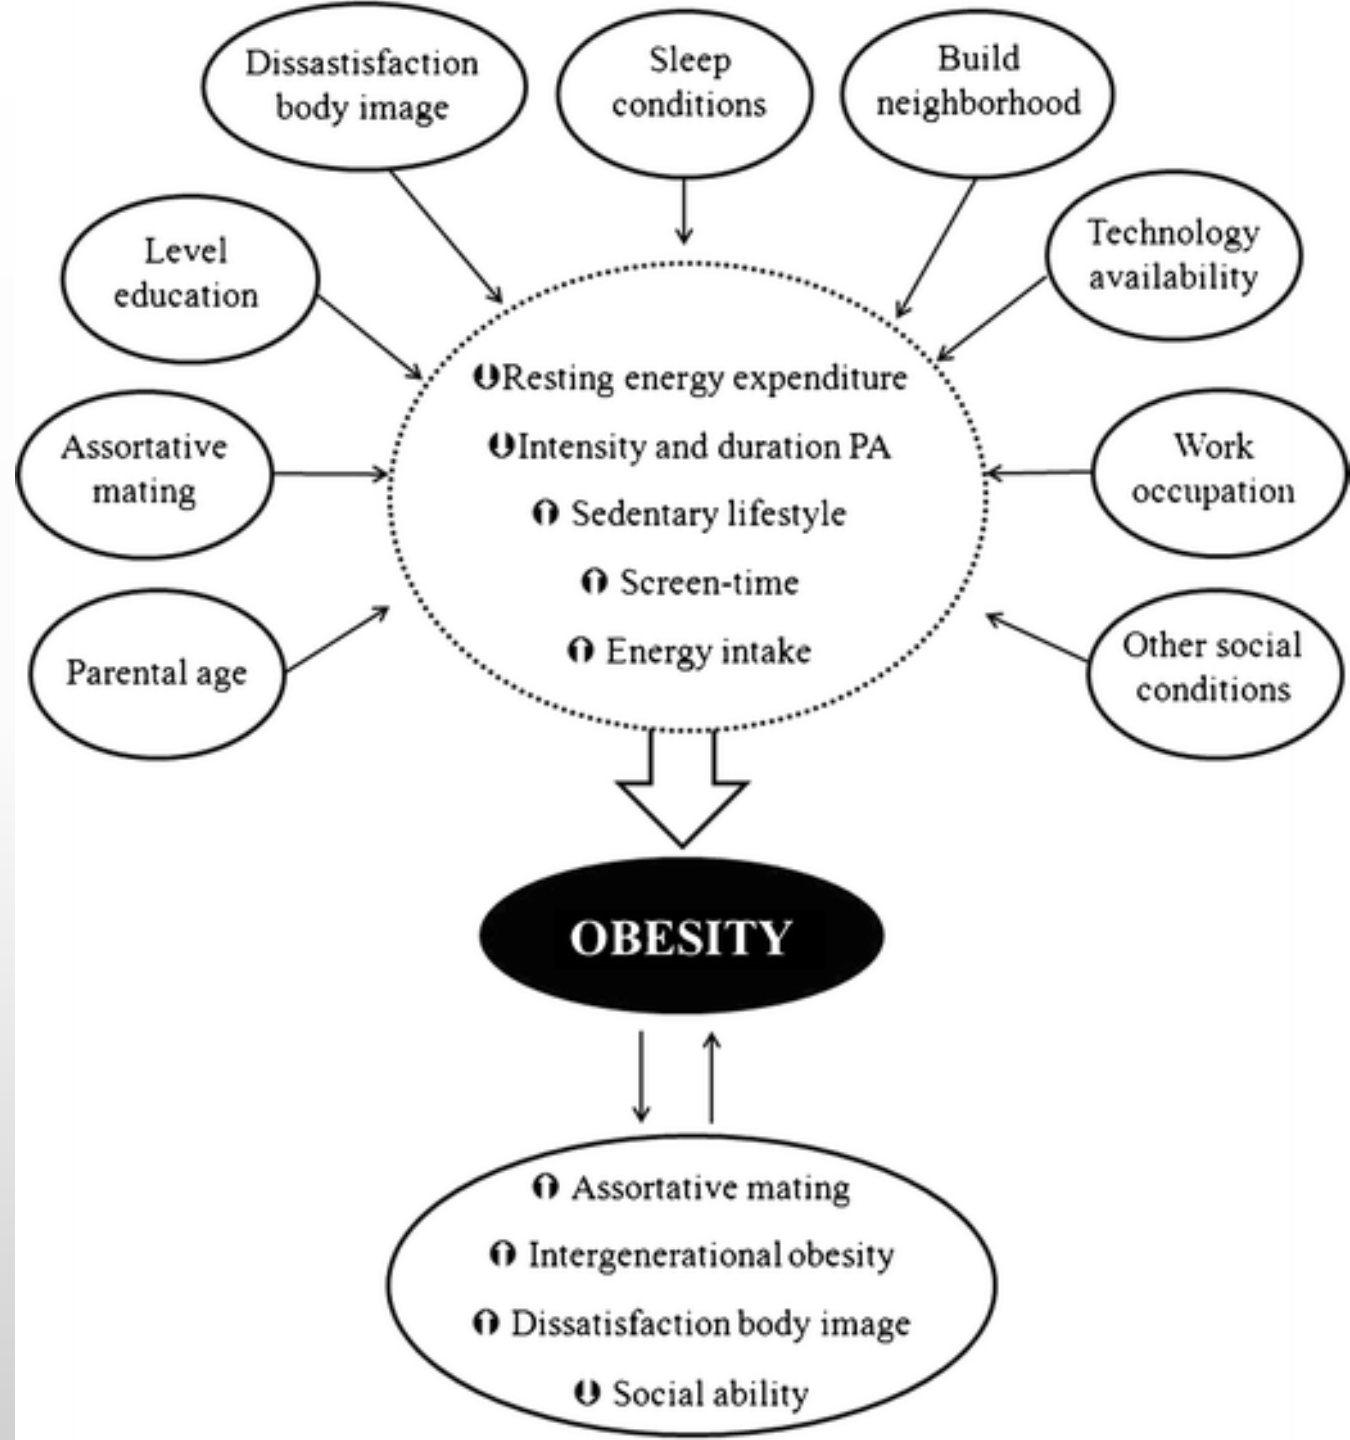 Dissastisfaction
body image
Sleep
conditions
Build
neighborhood
Technology
availability
Level
education
Assortative
mating
Work
occupation
Parental age
Other social
conditions
Resting energy expenditure
Intensity and duration PA
Sedentary lifestyle
Screen-time
Energy intake
OBESITY
Assortative mating
Intergenerational obesity
Dissatisfaction body image
Social ability